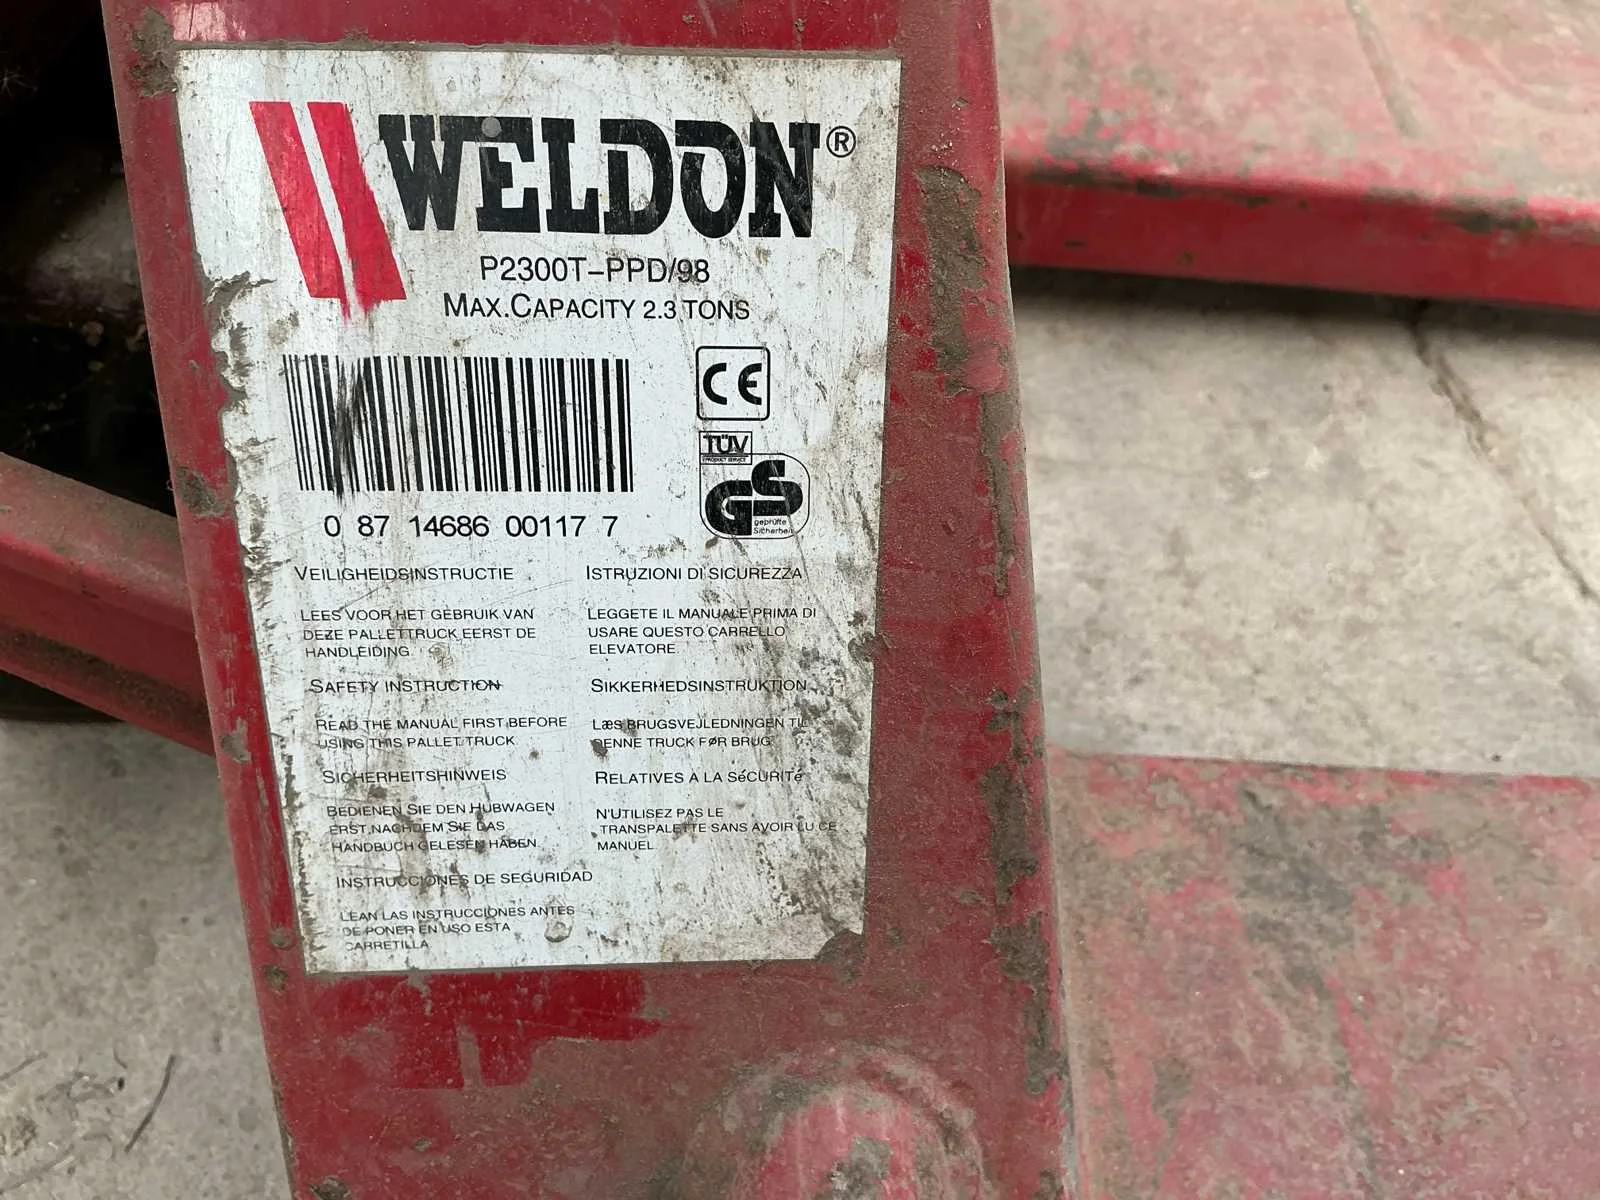 WELDON®
P2300T-PPD/98
MAX.CAPACITY 2.3 TONS
CE
TÜV
PRODUCT SERVICE
GS
geprüfte
Sicherheit
0 87 14686 00117 7
VEILIGHEIDSINSTRUCTIE
LEES VOOR HET GEBRUIK VAN
DEZE PALLETTRUCK EERST DE
HANDLEIDING.
ISTRUZIONI DI SICUREZZA
LEGGETE IL MANUALE PRIMA DI
USARE QUESTO CARRELLO
ELEVATORE.
SAFETY INSTRUCTION
READ THE MANUAL FIRST BEFORE
USING THIS PALLET TRUCK
SIKKERHEDSINSTRUKTION
LæS BRUGSVEJLEDNINGEN TIL
DENNE TRUCK FØR BRUG
SICHERHEITSHINWEIS
BEDIENEN SIE DEN HUBWAGEN
ERST NACHDEM SIE DAS
HANDBUCH GELESEN HABEN
RELATIVES À LA SéCURITé
N'UTILISEZ PAS LE
TRANSPALETTE SANS AVOIR LU CE
MANUEL
INSTRUCCIONES DE SEGURIDAD
LEAN LAS INSTRUCCIONES ANTES
DE PONER EN USO ESTA
CARRETILLA